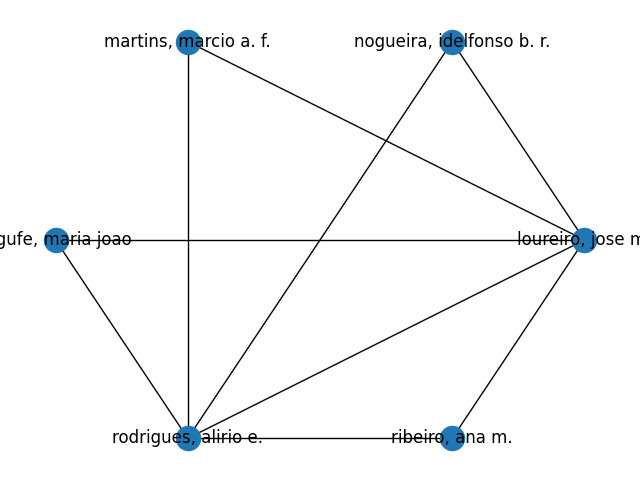 martins, marcio a. f.
nogueira, idelfonso b. r.
gufe, maria joao
loureiro, jose m
rodrigues, alirio e.
ribeiro, ana m.